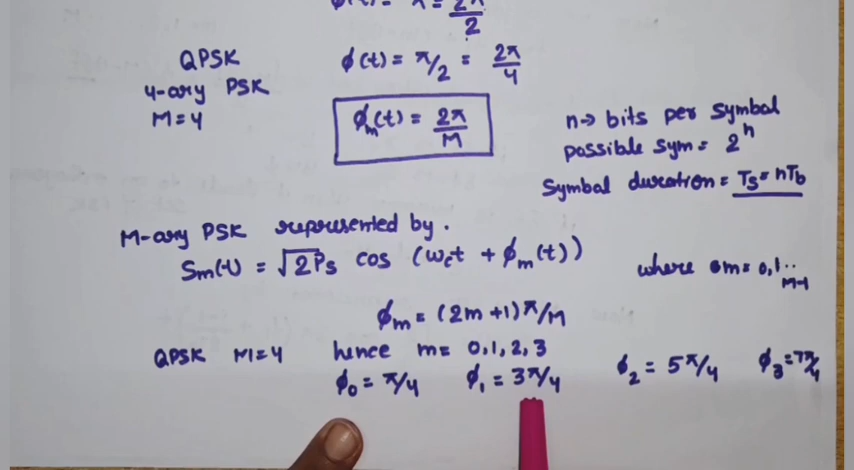 π = 2π/2
QPSK ϕ(t) = π/2 = 2π/4
4-ary PSK
M=4 ϕm(t) = 2π/M
n→ bits per symbol
possible sym = 2^n
Symbol duration = Ts = nTb
M-ary PSK represented by.
Sm(t) = √2Ps cos (ωct + ϕm(t))
where m = 0,1.. M-1
ϕm = (2m+1)π/M
QPSK M=4 hence m = 0,1,2,3
ϕ0 = π/4 ϕ1 = 3π/4 ϕ2 = 5π/4 ϕ3 = 7π/4